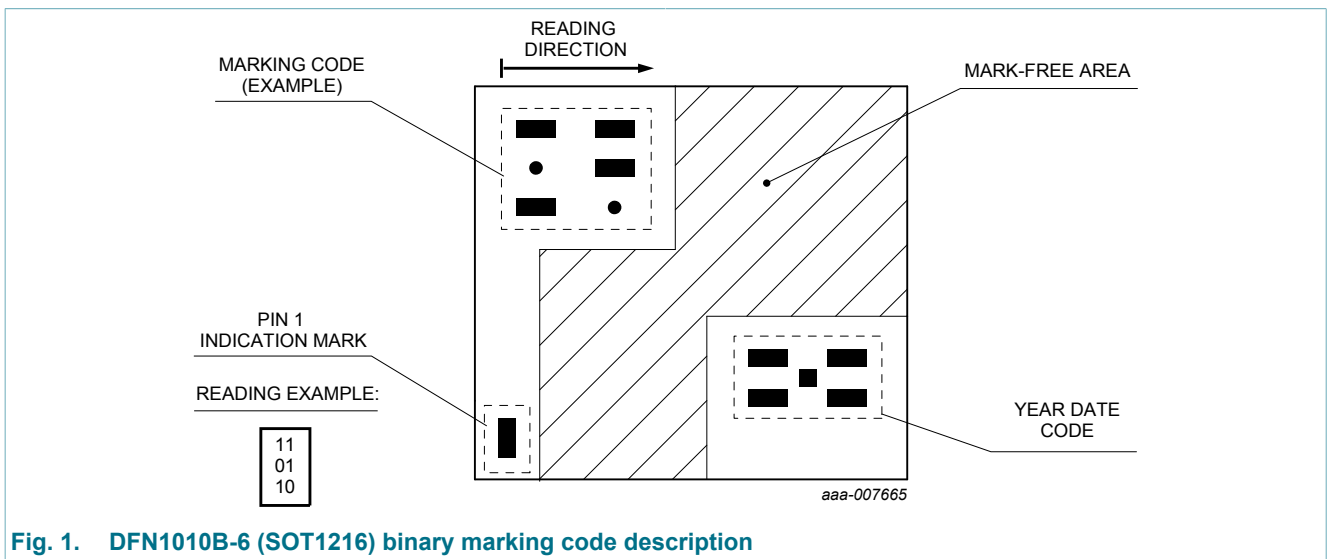 READING
DIRECTION
MARKING CODE
(EXAMPLE)
MARK-FREE AREA
PIN 1
INDICATION MARK
READING EXAMPLE:
11
01
10
YEAR DATE
CODE
aaa-007665
Fig. 1. DFN1010B-6 (SOT1216) binary marking code description